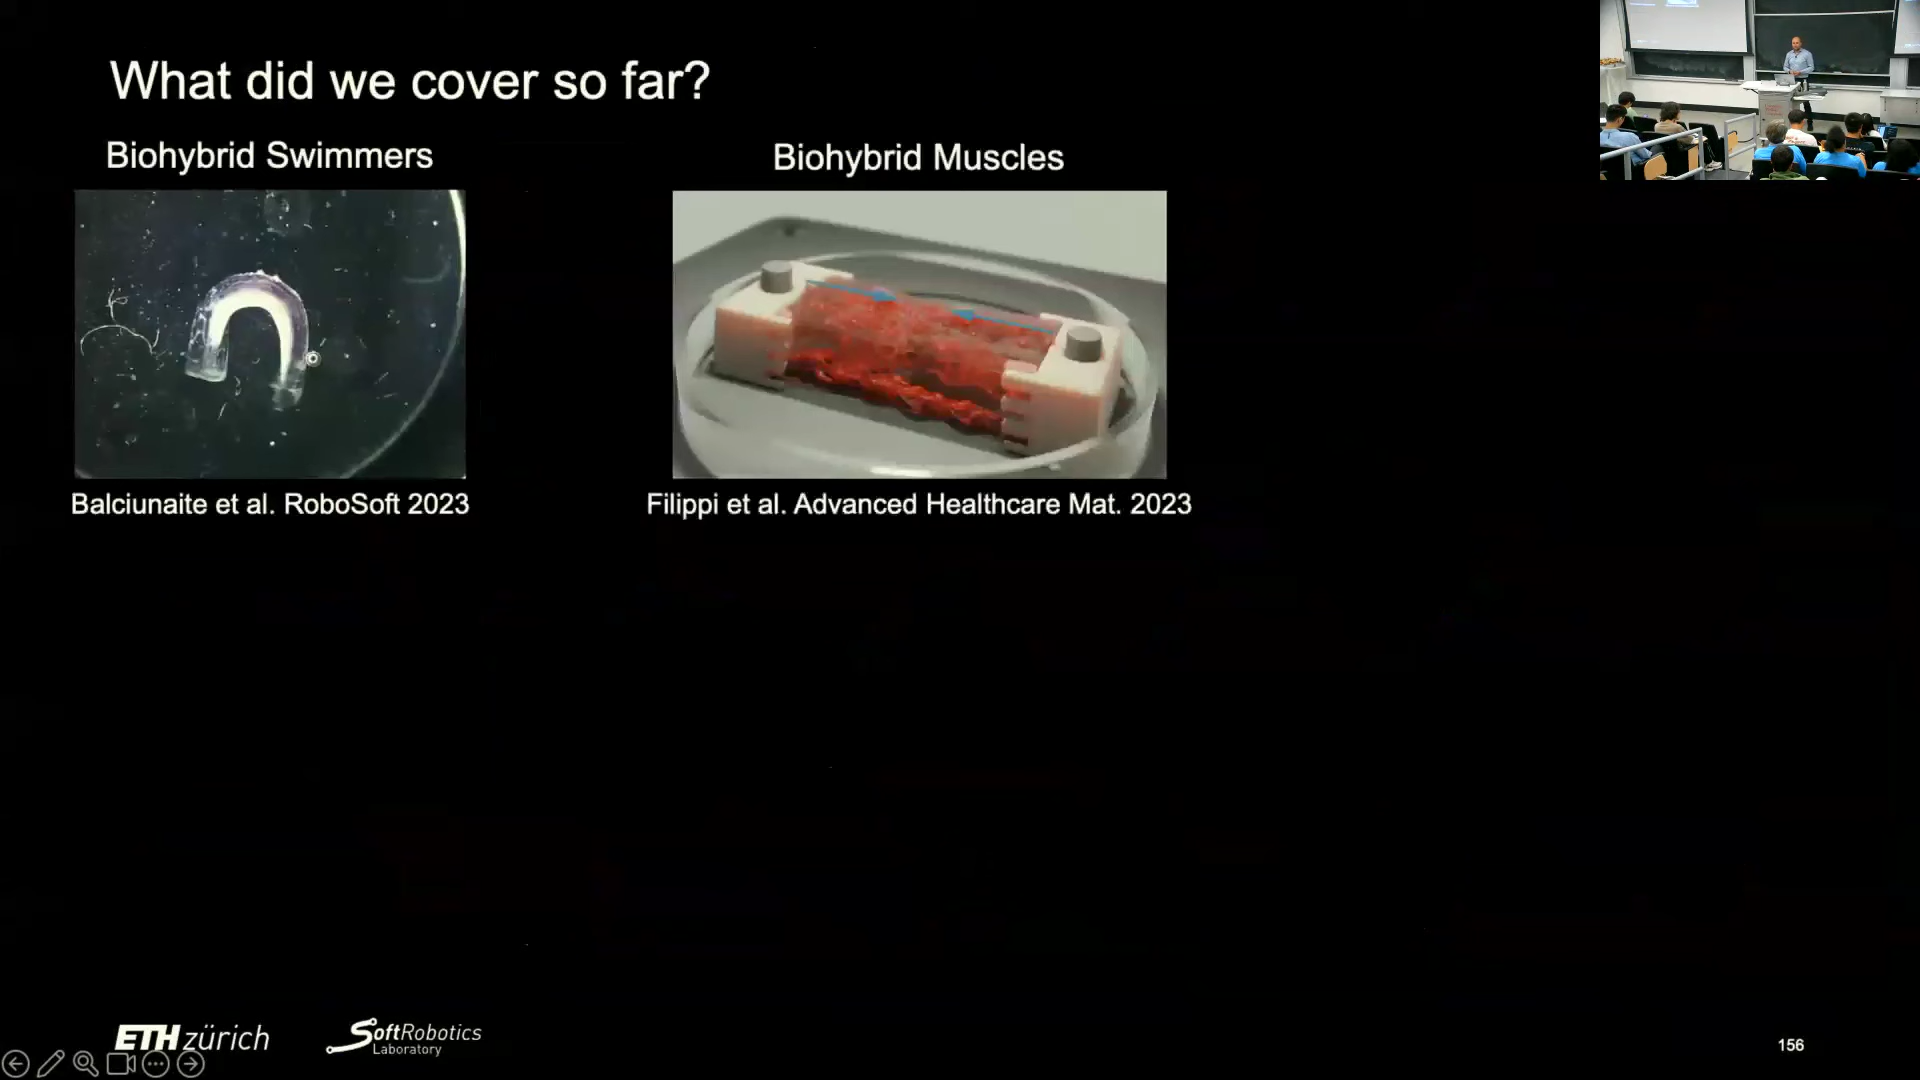 What did we cover so far?
Biohybrid Swimmers
Biohybrid Muscles
Balciunaite et al. RoboSoft 2023
Filippi et al. Advanced Healthcare Mat. 2023
ETH zürich
SoftRobotics
Laboratory
156